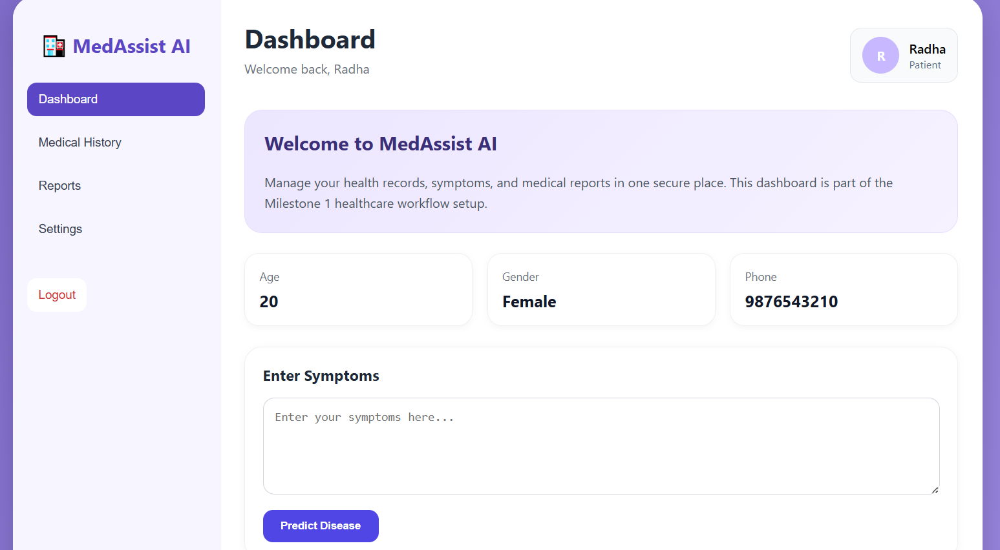 MedAssist AI
Dashboard
Medical History
Reports
Settings
Logout
Dashboard
Welcome back, Radha
R
Radha
Patient
Welcome to MedAssist AI
Manage your health records, symptoms, and medical reports in one secure place. This dashboard is part of the
Milestone 1 healthcare workflow setup.
Age
20
Gender
Female
Phone
9876543210
Enter Symptoms
Enter your symptoms here...
Predict Disease